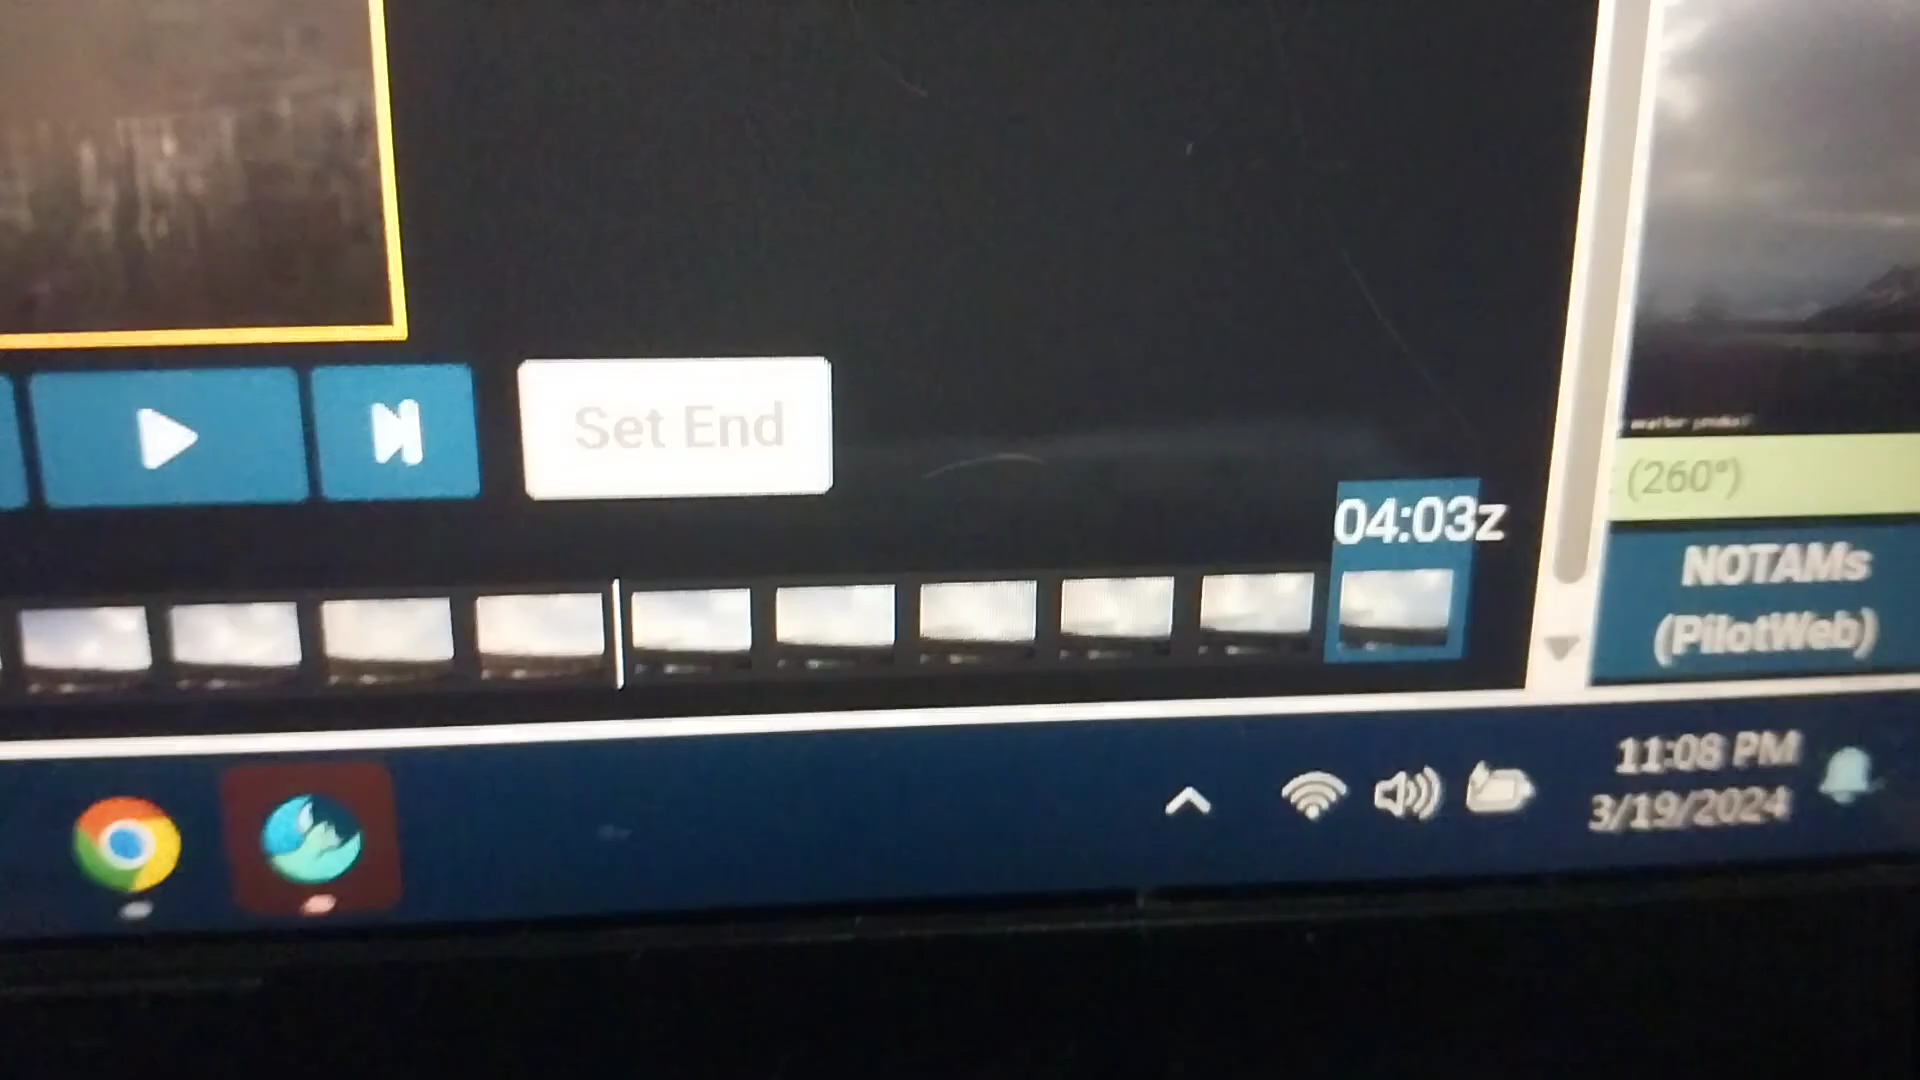 Set End
04:03z
(260°)
NOTAMs
(PilotWeb)
11:08 PM
3/19/2024